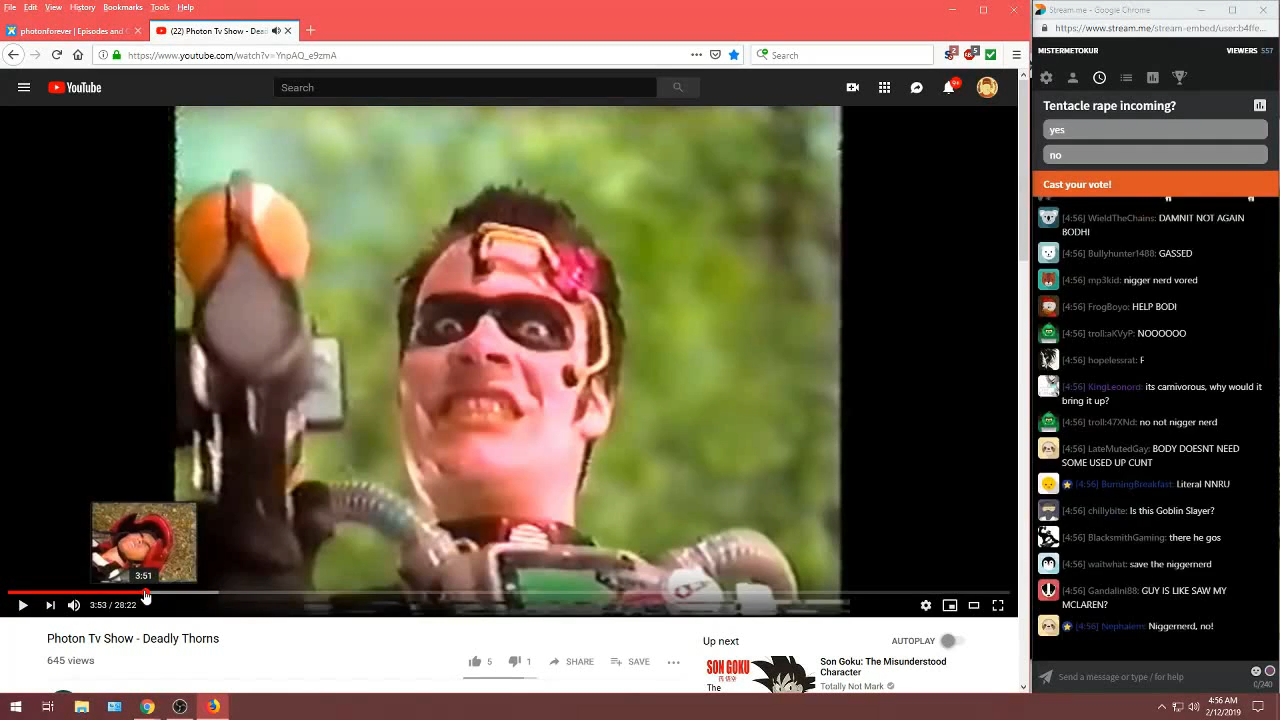 File Edit View History Bookmarks Tools Help
photonforever | Episodes and C
(22) Photon Tv Show - Dead
https://www.youtube.com/watch?v=YnpAQ_e9zmA
Search
2
5
YouTube
Search
9+
3:51
3:53 / 28:22
Photon Tv Show - Deadly Thorns
645 views
5
1
SHARE
SAVE
Up next
AUTOPLAY
SON GOKU
The
Son Goku: The Misunderstood
Character
Totally Not Mark
Stream.me - Google Chrome
https://www.stream.me/stream-embed/user:b4ffe...
MISTERMETOKUR
VIEWERS 557
Tentacle rape incoming?
yes
no
Cast your vote!
[4:56] WieldTheChains: DAMNIT NOT AGAIN
BODHI
[4:56] Bullyhunter1488: GASSED
[4:56] mp3kid: nigger nerd vored
[4:56] FrogBoyo: HELP BODI
[4:56] troll:aKVyP: NOOOOOO
[4:56] hopelessrat: F
[4:56] KingLeonord: its carnivorous, why would it
bring it up?
[4:56] troll:47XNd: no not nigger nerd
[4:56] LateMutedGay: BODY DOESNT NEED
SOME USED UP CUNT
[4:56] BurningBreakfast: Literal NNRU
[4:56] chillybite: Is this Goblin Slayer?
[4:56] BlacksmithGaming: there he gos
[4:56] waitwhat: save the niggernerd
[4:56] Gandalini88: GUY IS LIKE SAW MY
MCLAREN?
[4:56] Nephaiem: Niggernerd, no!
Send a message or type / for help
0/240
4:56 AM
2/12/2019